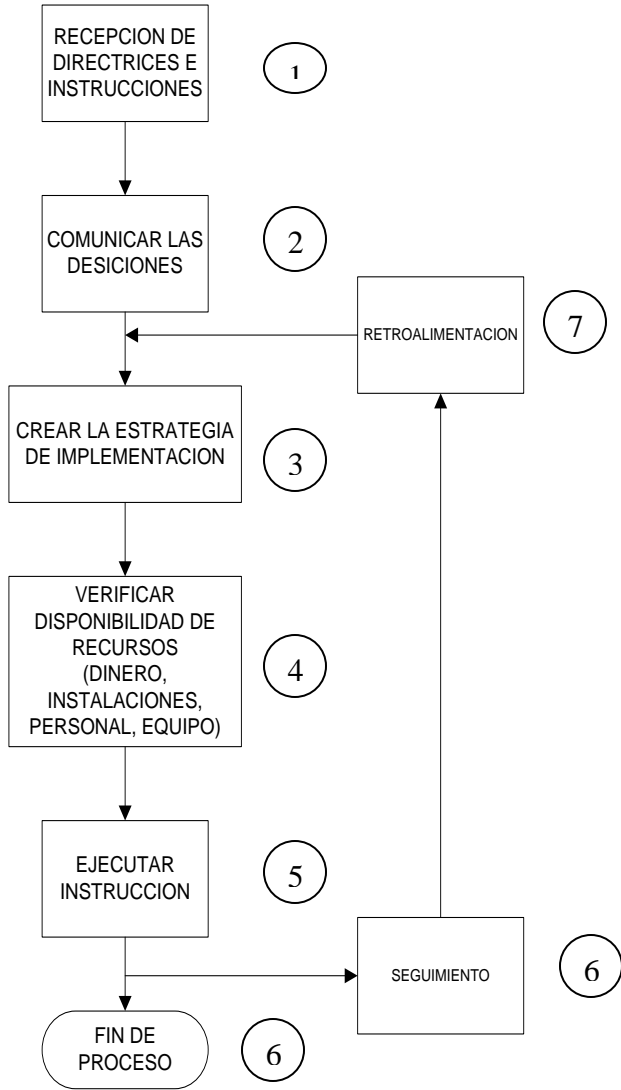 RECEPCION DE
DIRECTRICES E
INSTRUCCIONES
1
COMUNICAR LAS
DESICIONES
2
RETROALIMENTACION
7
CREAR LA ESTRATEGIA
DE IMPLEMENTACION
3
VERIFICAR
DISPONIBILIDAD DE
RECURSOS
(DINERO,
INSTALACIONES,
PERSONAL, EQUIPO)
4
EJECUTAR
INSTRUCCION
5
SEGUIMIENTO
6
FIN DE
PROCESO
6